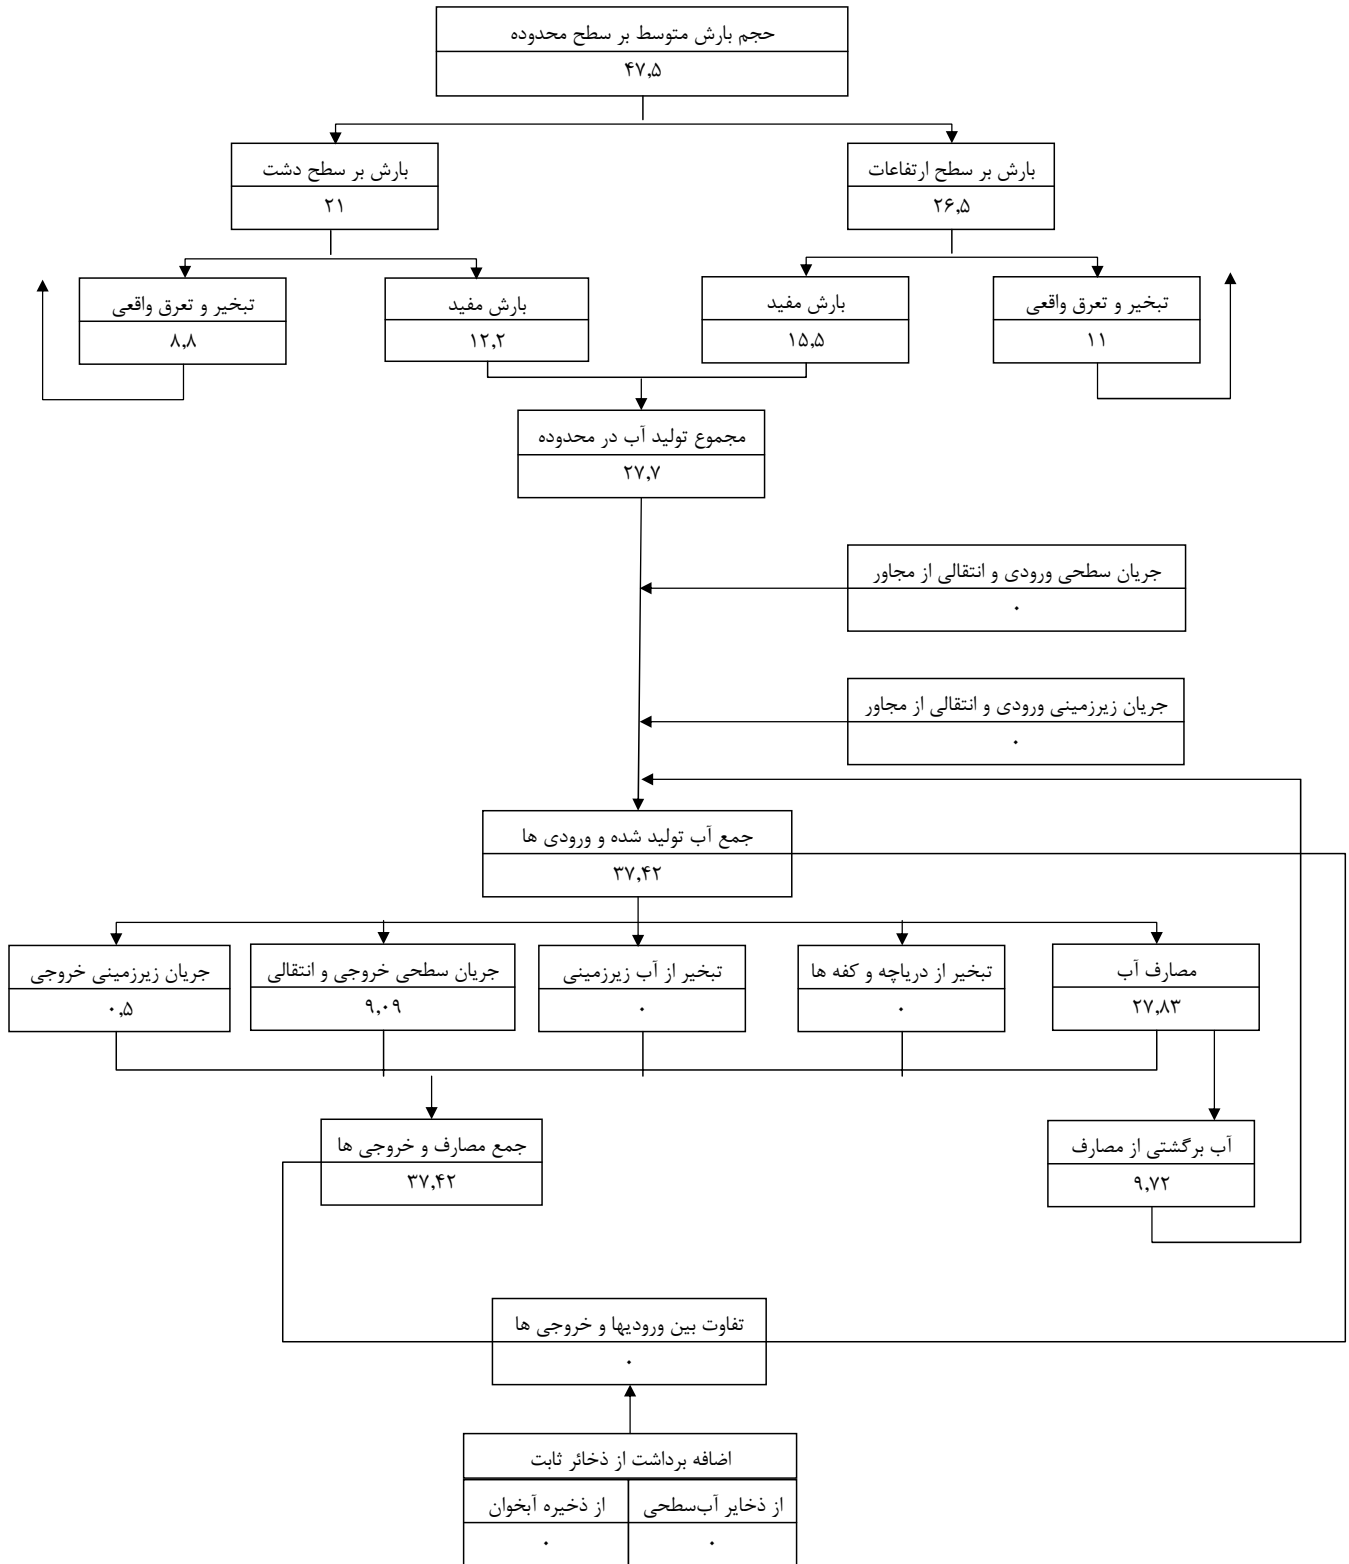 حجم بارش متوسط بر سطح محدوده
۴۷,۵
بارش بر سطح ارتفاعات
۲۶,۵
بارش بر سطح دشت
۲۱
تبخیر و تعرق واقعی
۱۱
بارش مفید
۱۵,۵
بارش مفید
۱۲,۲
تبخیر و تعرق واقعی
۸,۸
مجموع تولید آب در محدوده
۲۷,۷
جریان سطحی ورودی و انتقالی از مجاور
۰
جریان زیرزمینی ورودی و انتقالی از مجاور
۰
جمع آب تولید شده و ورودی ها
۳۷,۴۲
مصارف آب
۲۷,۸۳
تبخیر از دریاچه و کفه ها
۰
تبخیر از آب زیرزمینی
۰
جریان سطحی خروجی و انتقالی
۹,۰۹
جریان زیرزمینی خروجی
۰,۵
آب برگشتی از مصارف
۹,۷۲
جمع مصارف و خروجی ها
۳۷,۴۲
تفاوت بین ورودیها و خروجی ها
۰
اضافه برداشت از ذخائر ثابت
از ذخایر آب‌سطحی
۰
از ذخیره آبخوان
۰